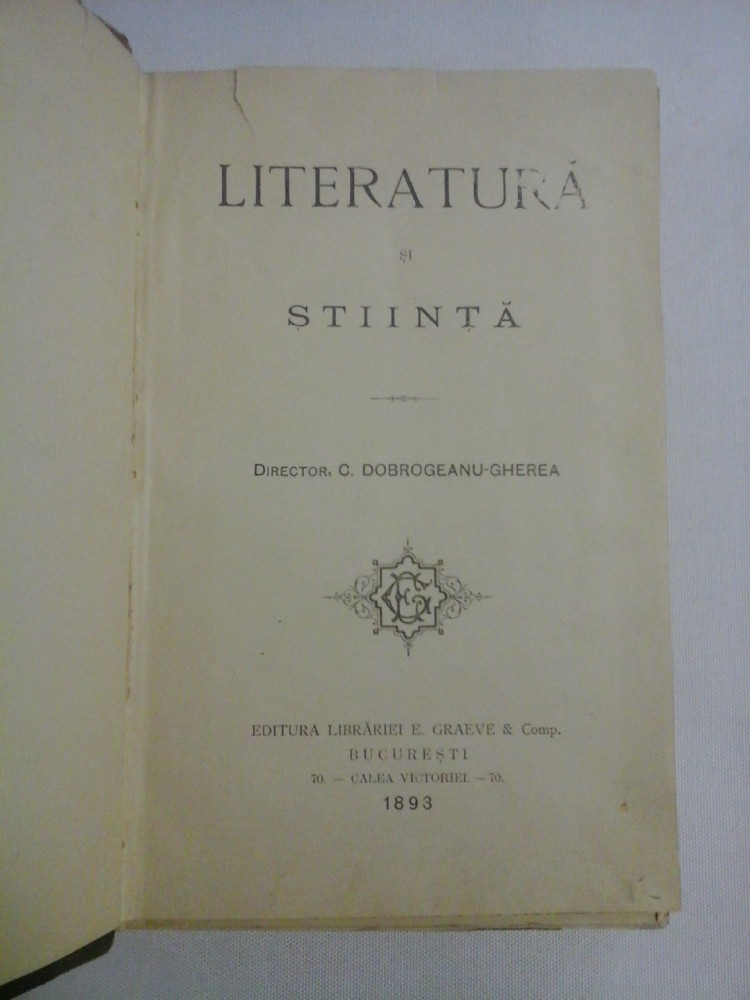 LITERATURĂ
ȘI
ȘTIINȚĂ
DIRECTOR, C. DOBROGEANU-GHEREA
EDITURA LIBRĂRIEI E. GRAEVE & Comp.
BUCUREȘTI
70. — CALEA VICTORIEI. — 70.
1893